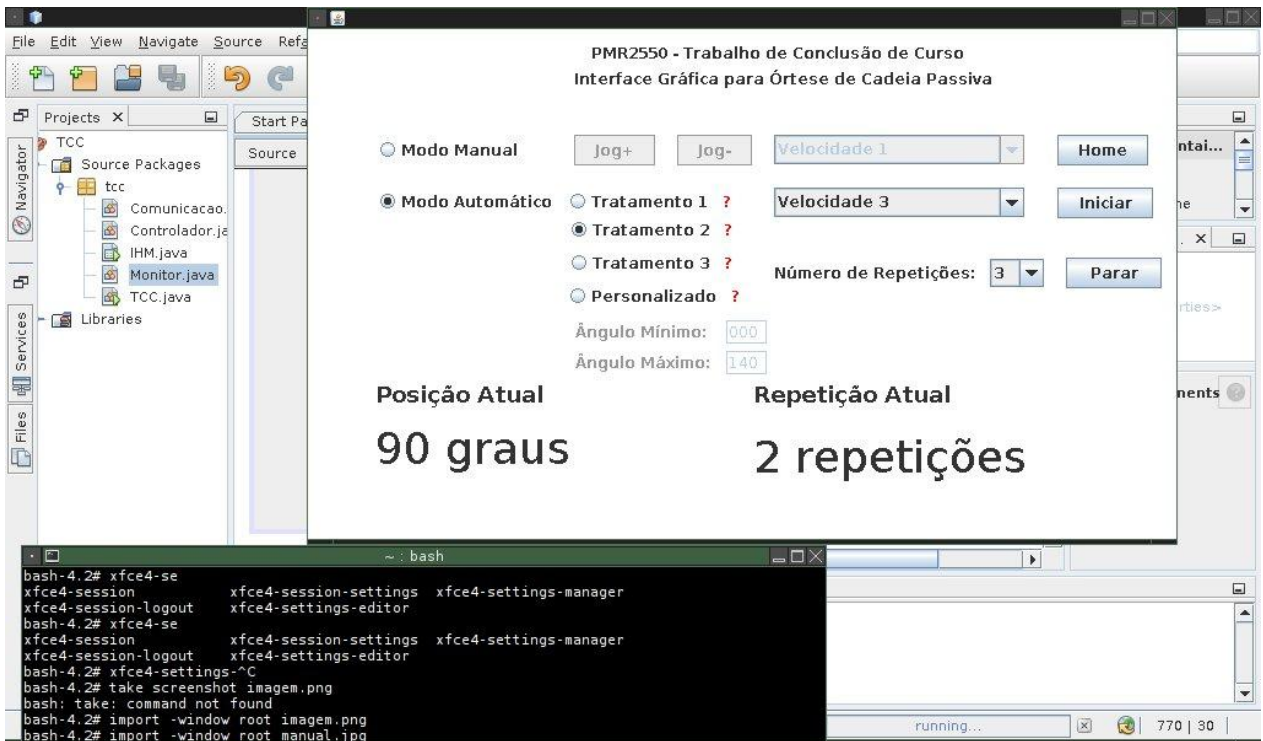 File Edit View Navigate Source Refa
Projects X
Start Pa
Navigator
TCC
Source Packages
tcc
Comunicacao.
Controlador.ja
IHM.java
Monitor.java
TCC.java
Libraries
Services
Files
Source
PMR2550 - Trabalho de Conclusão de Curso
Interface Gráfica para Órtese de Cadeia Passiva
Modo Manual Jog+ Jog- Velocidade 1 Home
Modo Automático Tratamento 1 ? Velocidade 3 Iniciar
Tratamento 2 ?
Tratamento 3 ? Número de Repetições: 3 Parar
Personalizado ?
Ângulo Mínimo: 000
Ângulo Máximo: 140
Posição Atual Repetição Atual
90 graus 2 repetições
ntai...
rties>
nents ?
~ : bash
bash-4.2# xfce4-se
xfce4-session xfce4-session-settings xfce4-settings-manager
xfce4-session-logout xfce4-settings-editor
bash-4.2# xfce4-se
xfce4-session xfce4-session-settings xfce4-settings-manager
xfce4-session-logout xfce4-settings-editor
bash-4.2# xfce4-settings-^C
bash-4.2# take screenshot imagem.png
bash: take: command not found
bash-4.2# import -window root imagem.png
bash-4.2# import -window root manual.jpg
running... 770 | 30